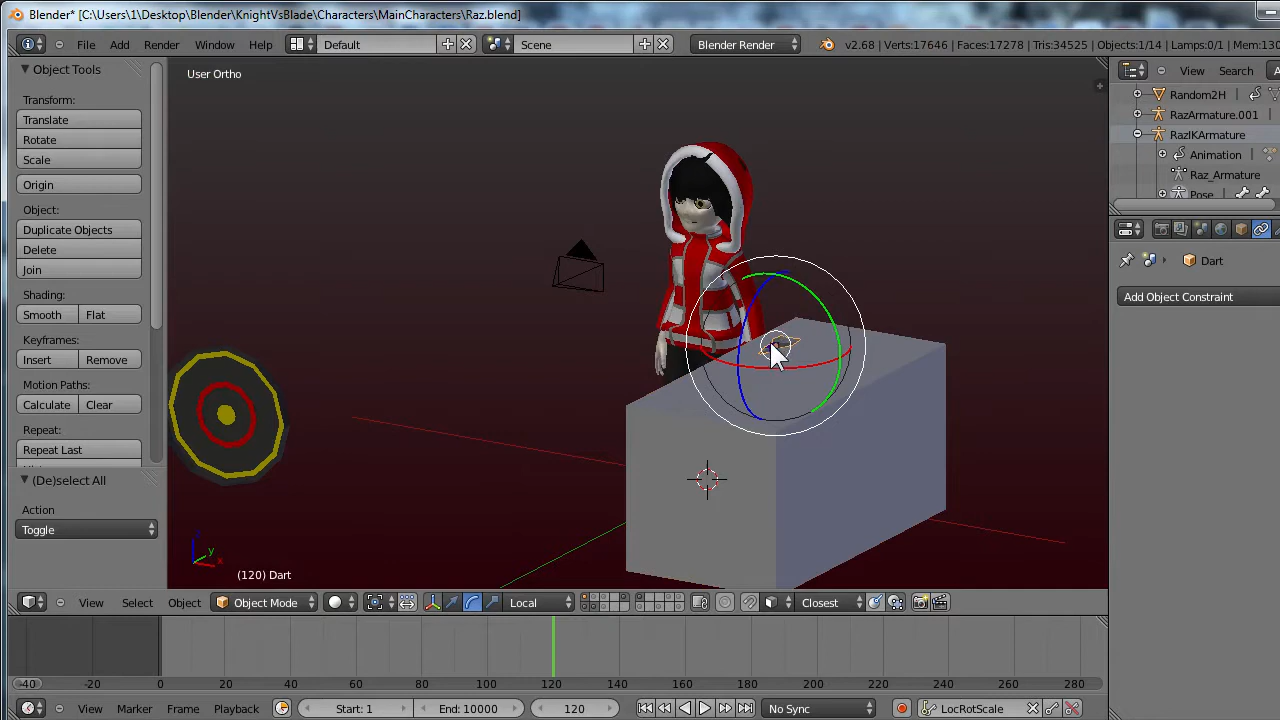 Blender* [C:\Users\1\Desktop\Blender\KnightVsBlade\Characters\MainCharacters\Raz.blend]
File Add Render Window Help Default Scene Blender Render v2.68 | Verts:17646 | Faces:17278 | Tris:34525 | Objects:1/14 | Lamps:0/1 | Mem:130
Object Tools
User Ortho
View Search A
Transform:
Translate
Rotate
Scale
Origin
Object:
Duplicate Objects
Delete
Join
Shading:
Smooth Flat
Keyframes:
Insert Remove
Motion Paths:
Calculate Clear
Repeat:
Repeat Last
(De)select All
Action
Toggle
Random2H
RazArmature.001
RazIKArmature
Animation
Raz_Armature
Pose
Dart
Add Object Constraint
z
y
x
(120) Dart
View Select Object Object Mode Local Closest
-40 -20 0 20 40 60 80 100 120 140 160 180 200 220 240 260 280
View Marker Frame Playback Start: 1 End: 10000 120 No Sync LocRotScale